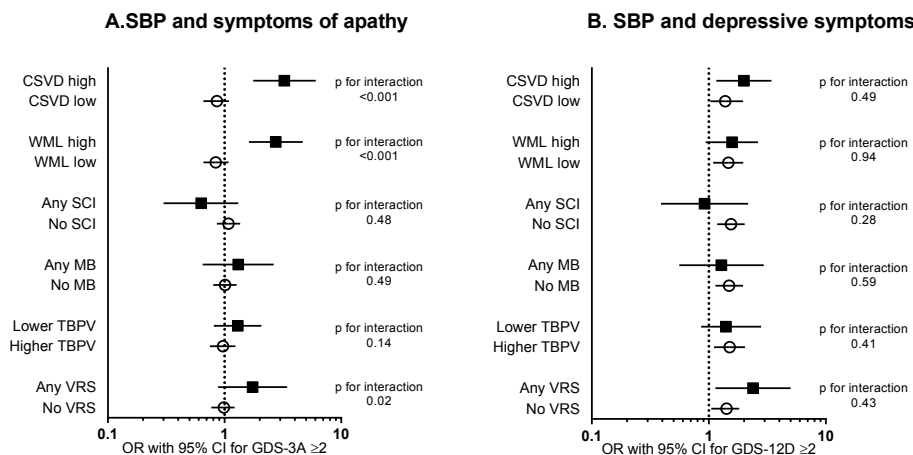 A.SBP and symptoms of apathy
CSVD high
CSVD low
p for interaction
<0.001
WML high
WML low
p for interaction
<0.001
Any SCI
No SCI
p for interaction
0.48
Any MB
No MB
p for interaction
0.49
Lower TBPV
Higher TBPV
p for interaction
0.14
Any VRS
No VRS
p for interaction
0.02
0.1 1 10
OR with 95% CI for GDS-3A ≥2
B. SBP and depressive symptoms
CSVD high
CSVD low
p for interaction
0.49
WML high
WML low
p for interaction
0.94
Any SCI
No SCI
p for interaction
0.28
Any MB
No MB
p for interaction
0.59
Lower TBPV
Higher TBPV
p for interaction
0.41
Any VRS
No VRS
p for interaction
0.43
0.1 1 10
OR with 95% CI for GDS-12D ≥2